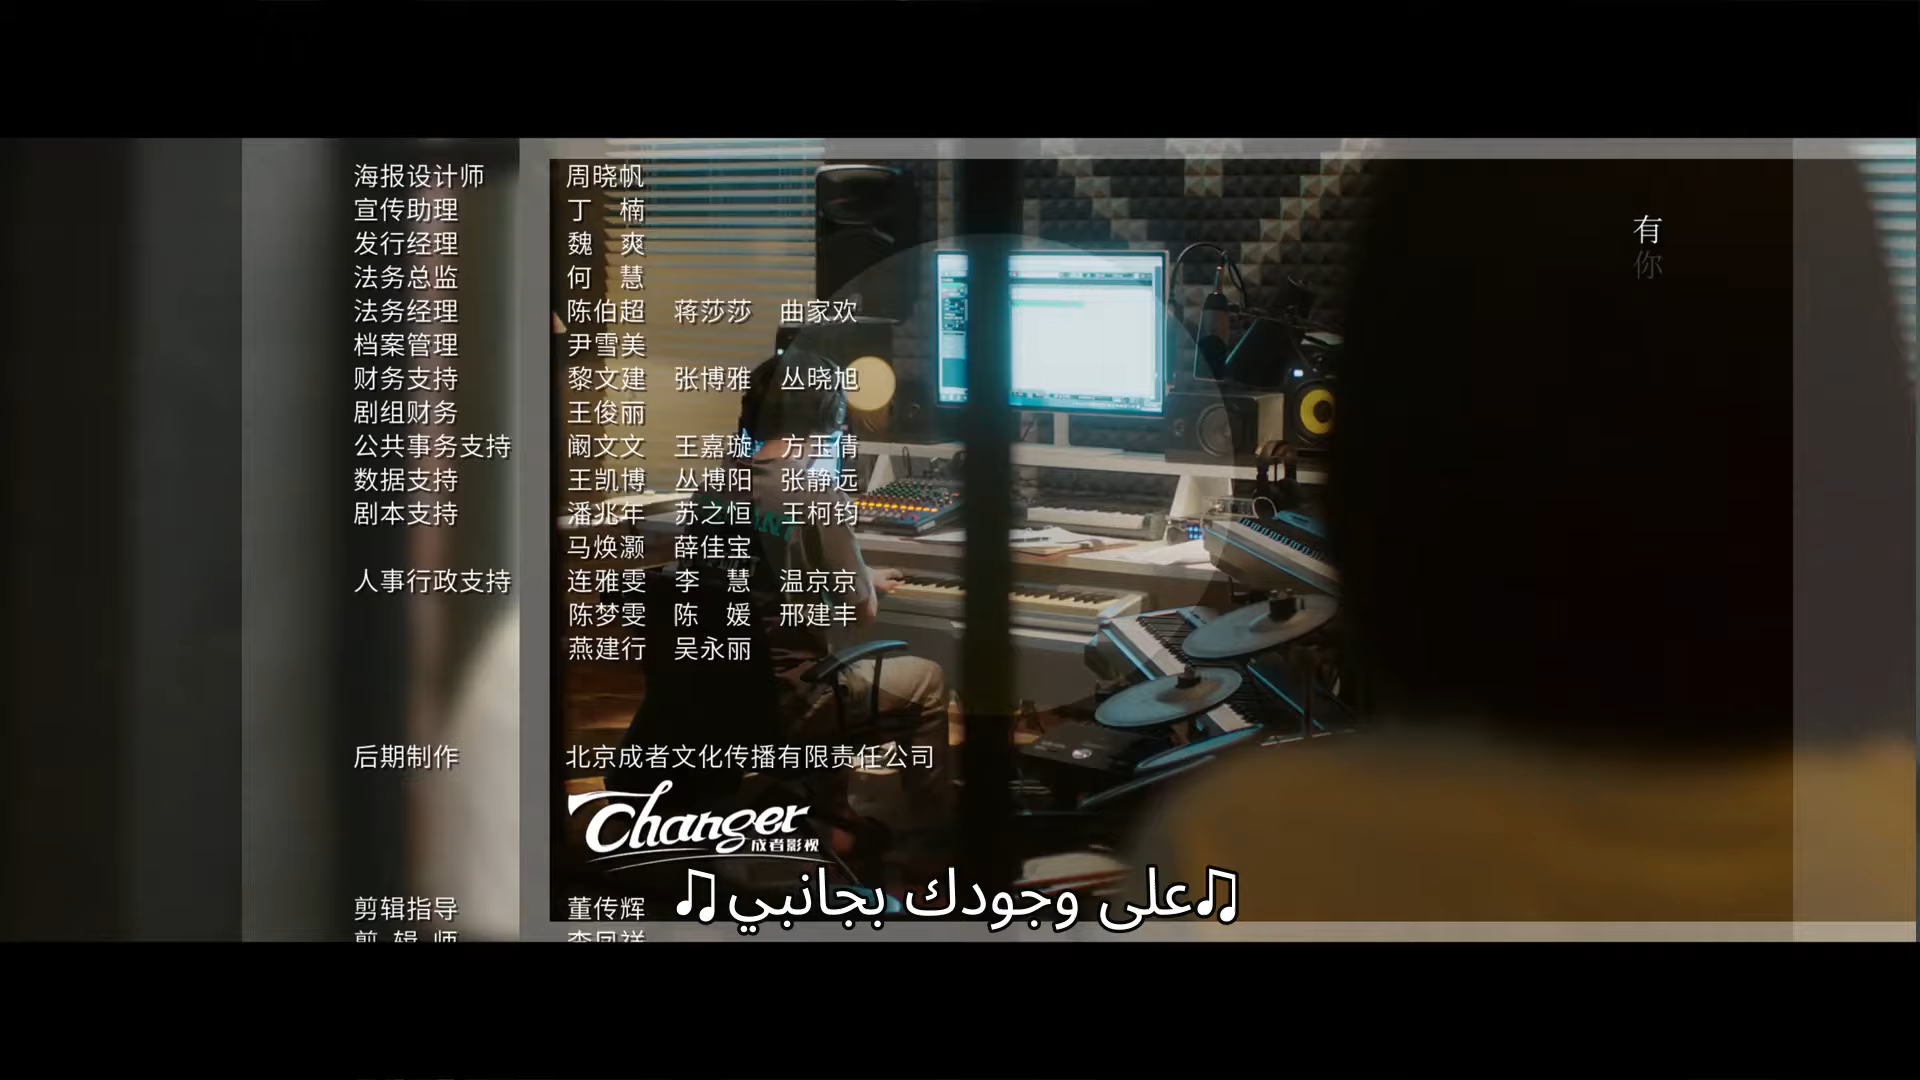 海报设计师 周晓帆
宣传助理 丁 楠
发行经理 魏 爽
法务总监 何 慧
法务经理 陈伯超 蒋莎莎 曲家欢
档案管理 尹雪美
财务支持 黎文建 张博雅 丛晓旭
剧组财务 王俊丽
公共事务支持 阚文文 王嘉璇 方玉倩
数据支持 王凯博 丛博阳 张静远
剧本支持 潘兆年 苏之恒 王柯钧
马焕灏 薛佳宝
人事行政支持 连雅雯 李 慧 温京京
陈梦雯 陈 媛 邢建丰
燕建行 吴永丽
后期制作 北京成者文化传播有限责任公司
Changer
成者影视
剪辑指导 董传辉
有
你
♫على وجودك بجانبي♫